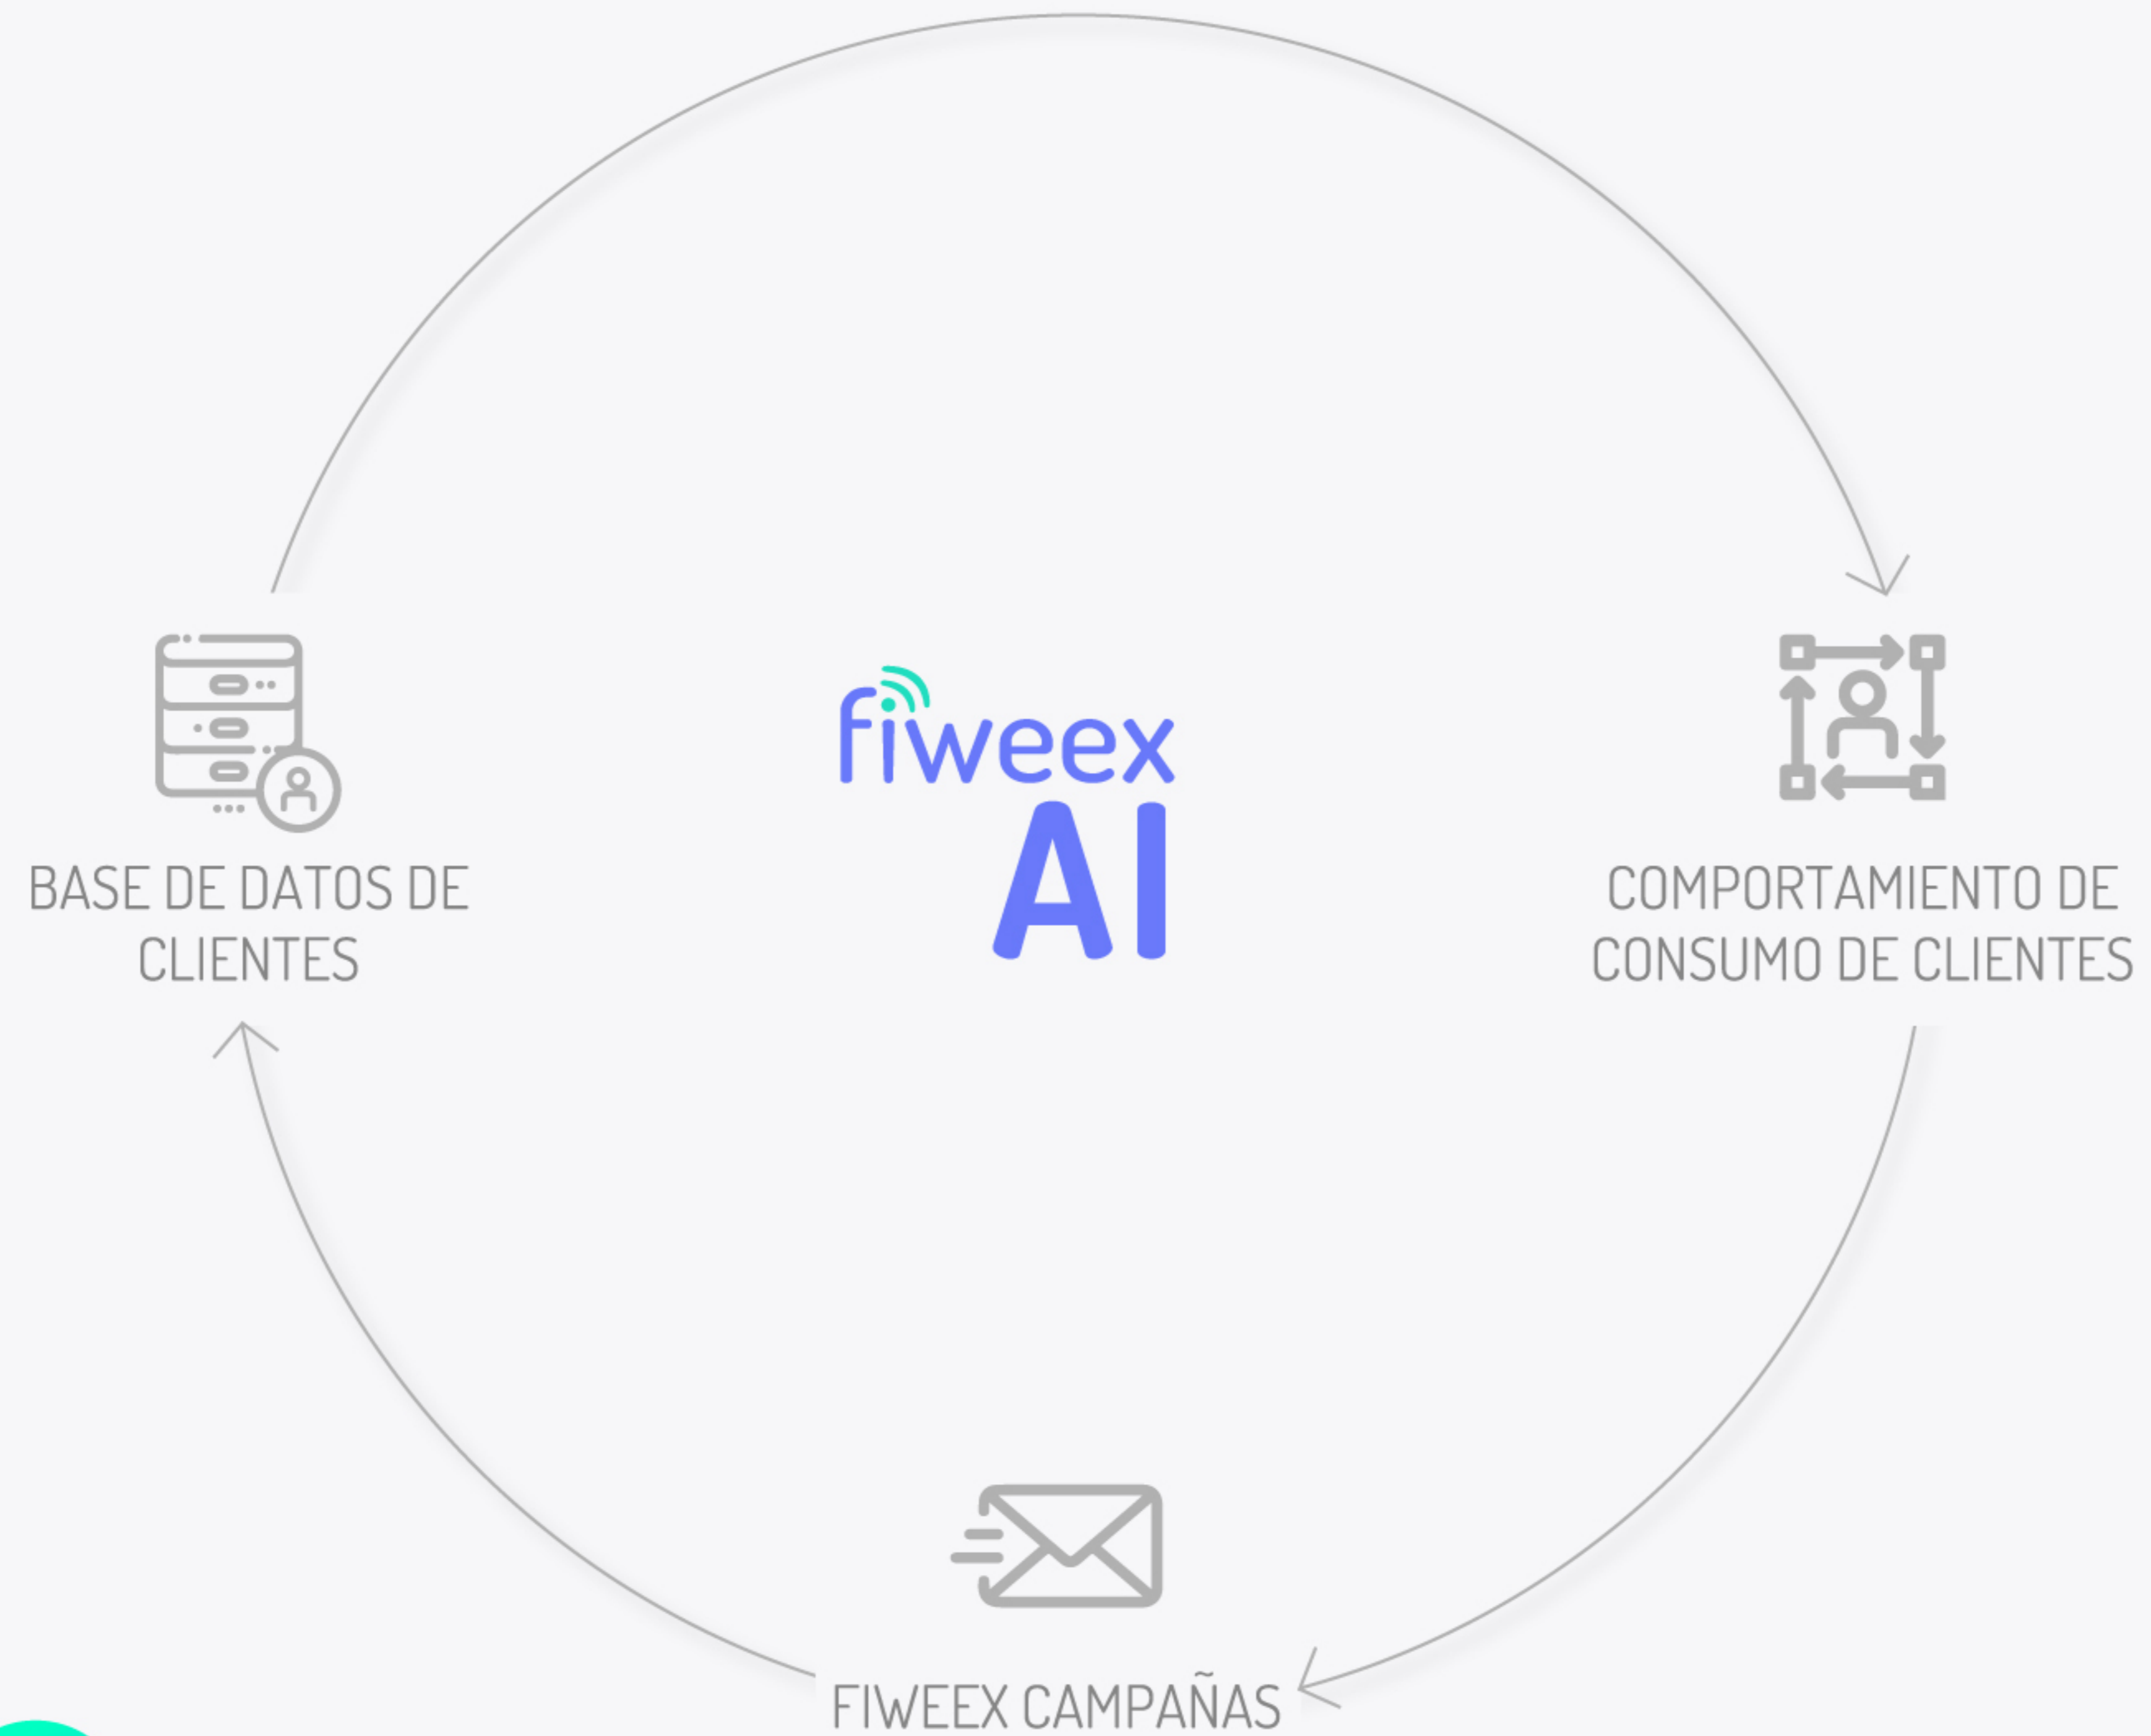 fiweex
AI
BASE DE DATOS DE
CLIENTES
COMPORTAMIENTO DE
CONSUMO DE CLIENTES
FIWEEX CAMPAÑAS